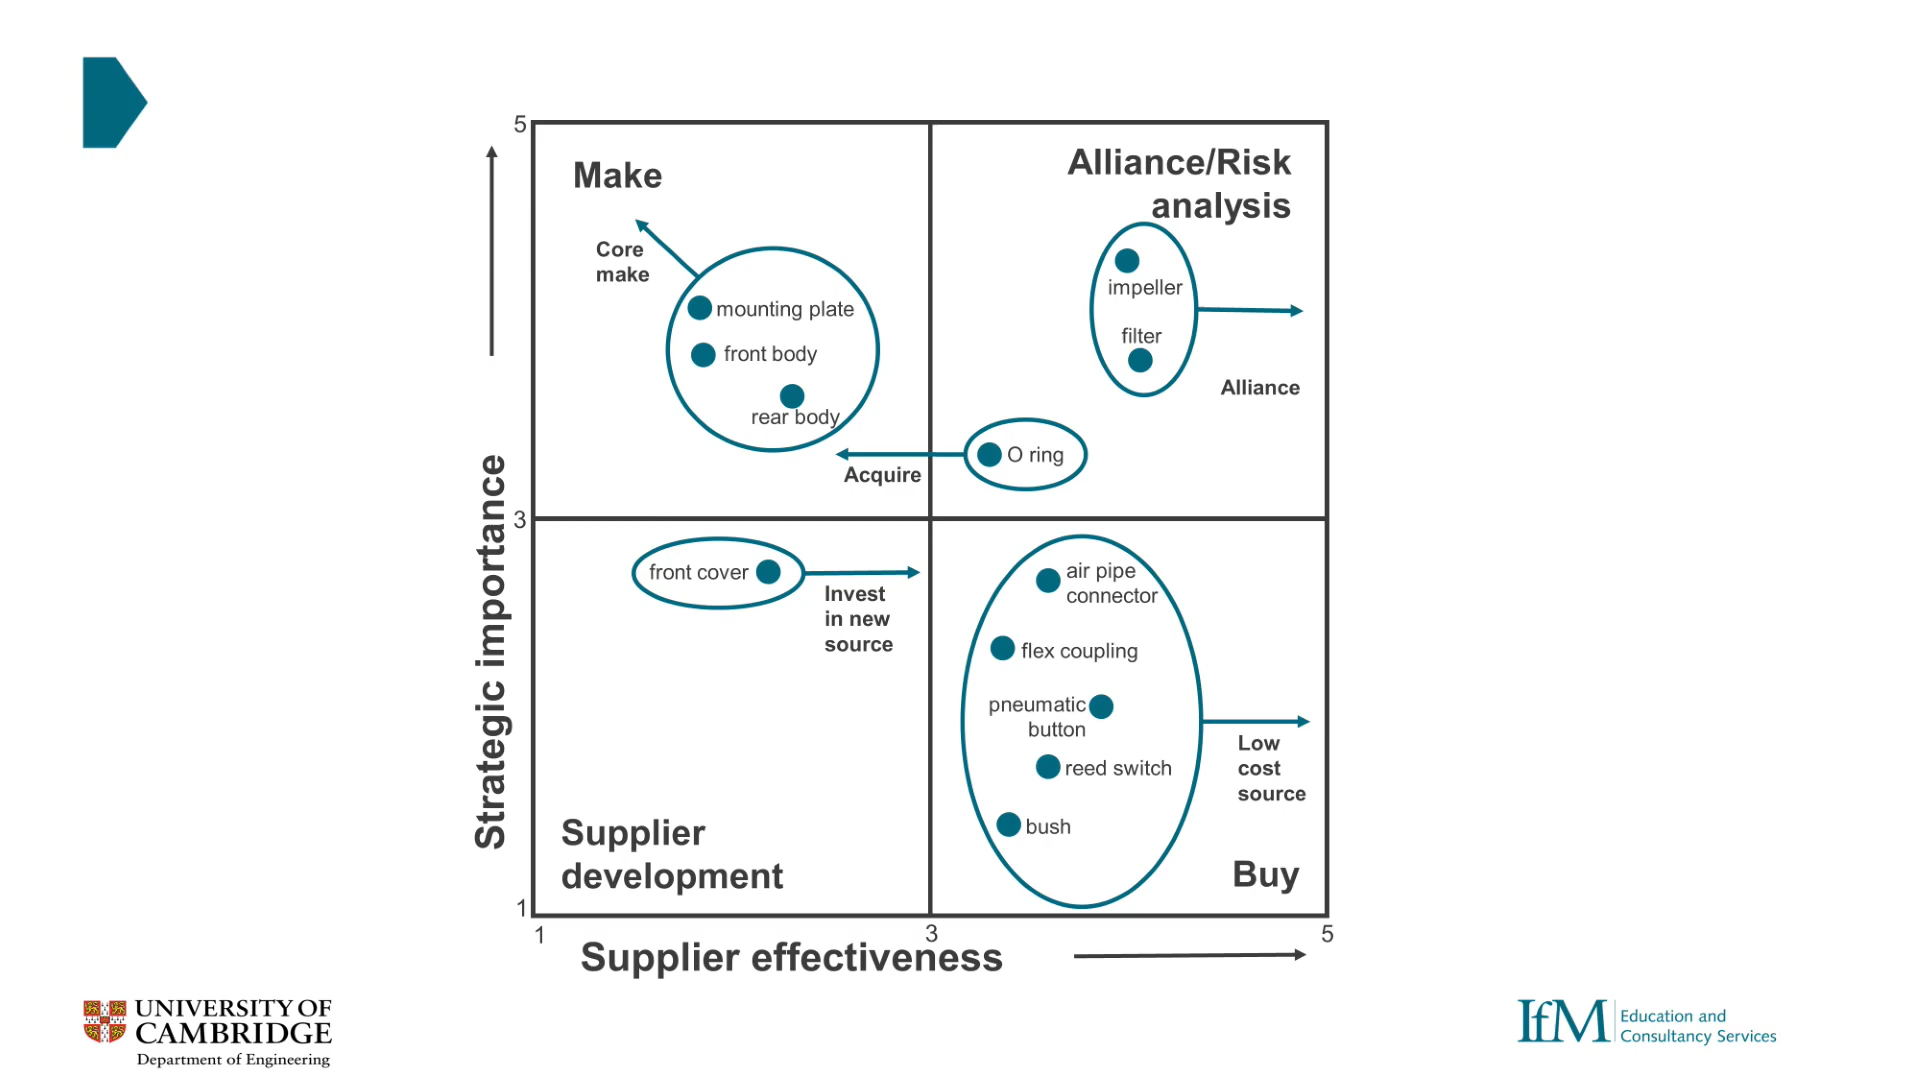 5
Make
Alliance/Risk
analysis
Core
make
mounting plate
front body
rear body
impeller
filter
Alliance
O ring
Acquire
Strategic importance
3
front cover
Invest
in new
source
air pipe
connector
flex coupling
pneumatic
button
reed switch
bush
Low
cost
source
Supplier
development
Buy
1
1
3
5
Supplier effectiveness
UNIVERSITY OF
CAMBRIDGE
Department of Engineering
IfM
Education and
Consultancy Services